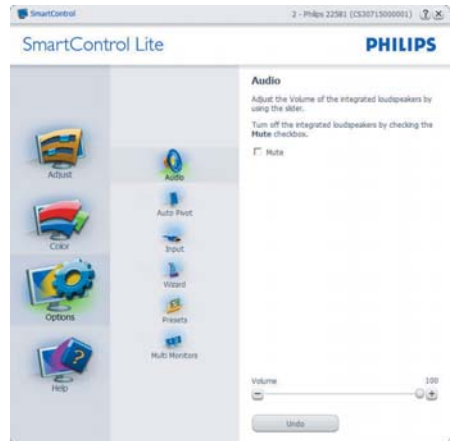 SmartControl
2 - Philips 225B1 (CS30715000001)
? X
SmartControl Lite
PHILIPS
Adjust
Color
Options
Help
Audio
Auto Pivot
Input
Wizard
Presets
Multi Monitors
Audio
Adjust the Volume of the integrated loudspeakers by
using the slider.
Turn off the integrated loudspeakers by checking the
Mute checkbox.
Mute
Volume
100
Undo